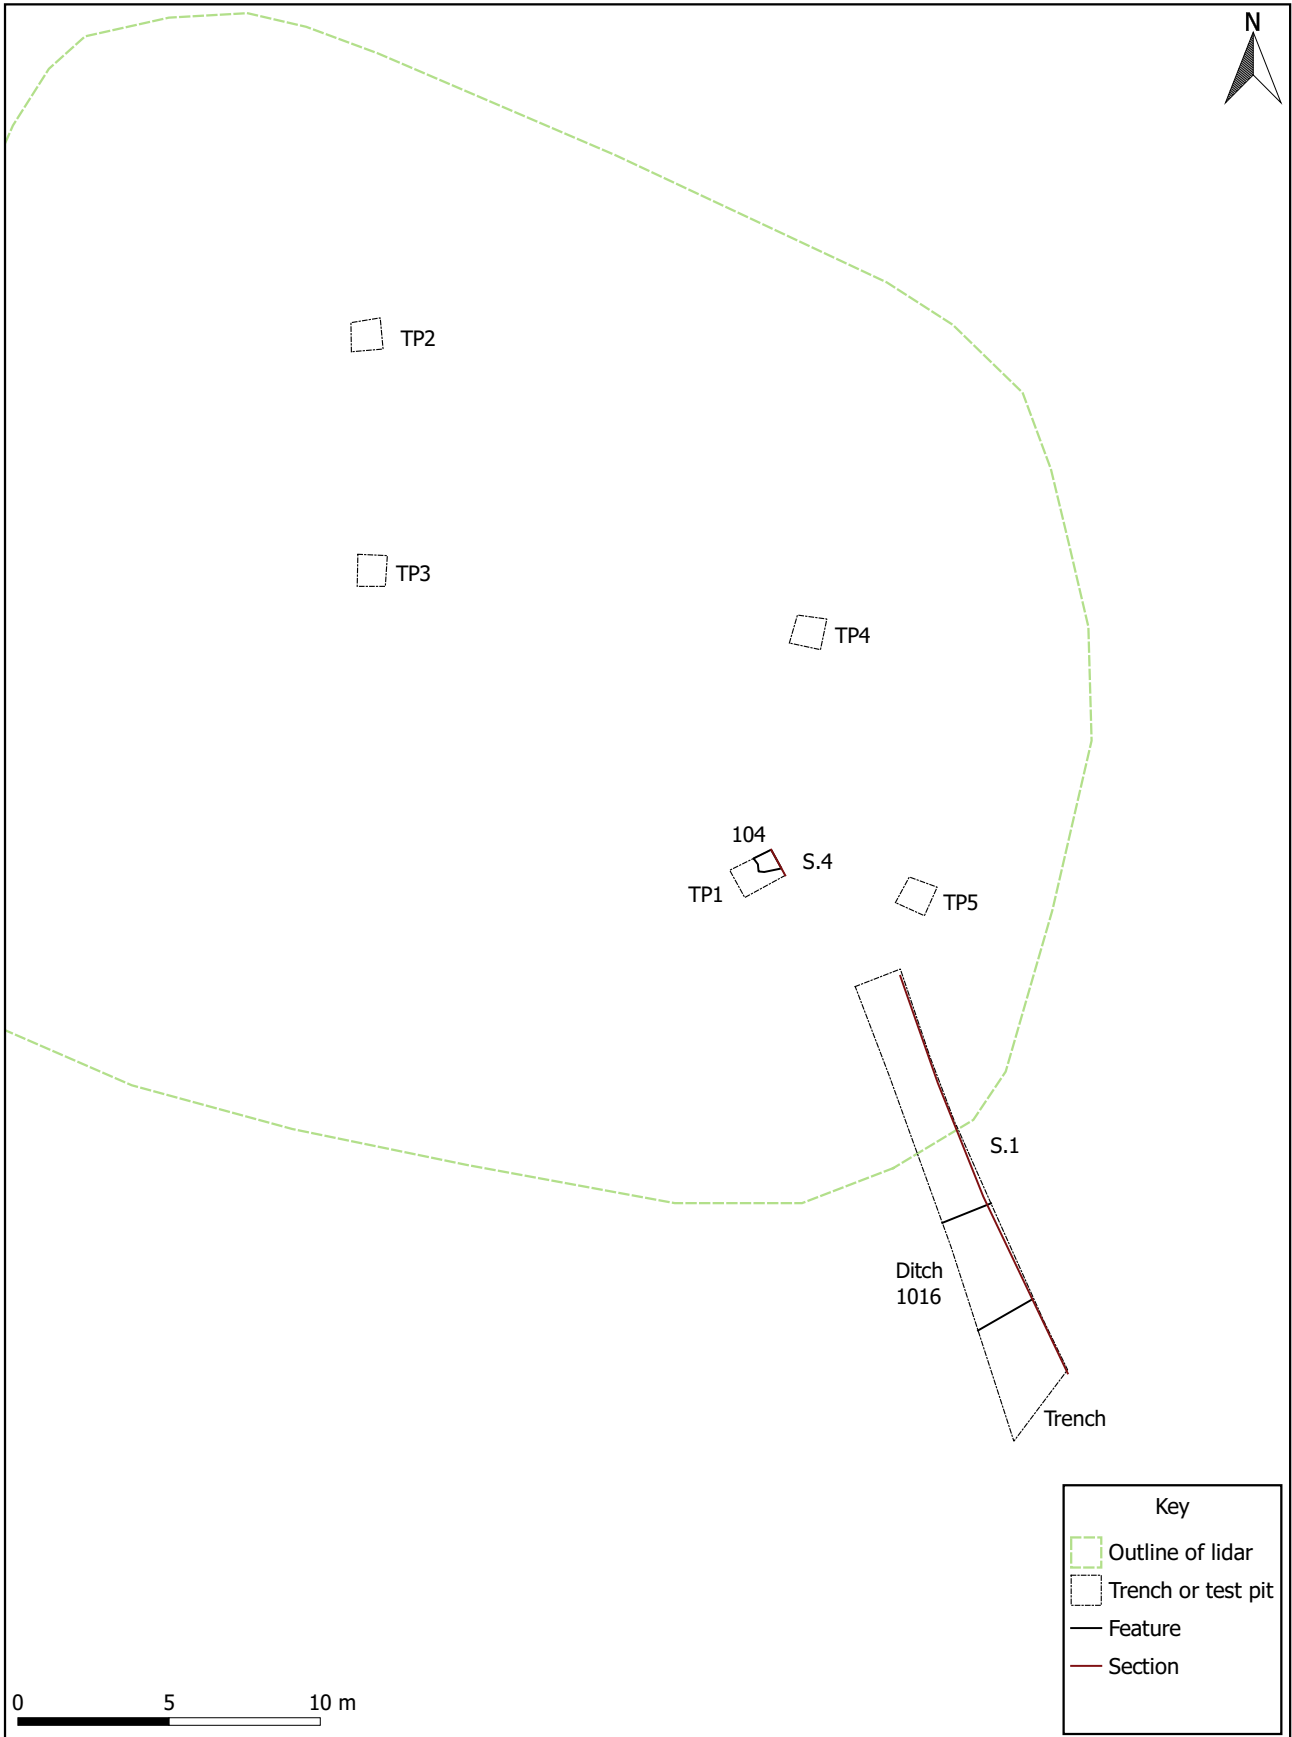 N
TP2
TP3
TP4
104
S.4
TP1
TP5
S.1
Ditch
1016
Trench
Key
Outline of lidar
Trench or test pit
Feature
Section
0 5 10 m